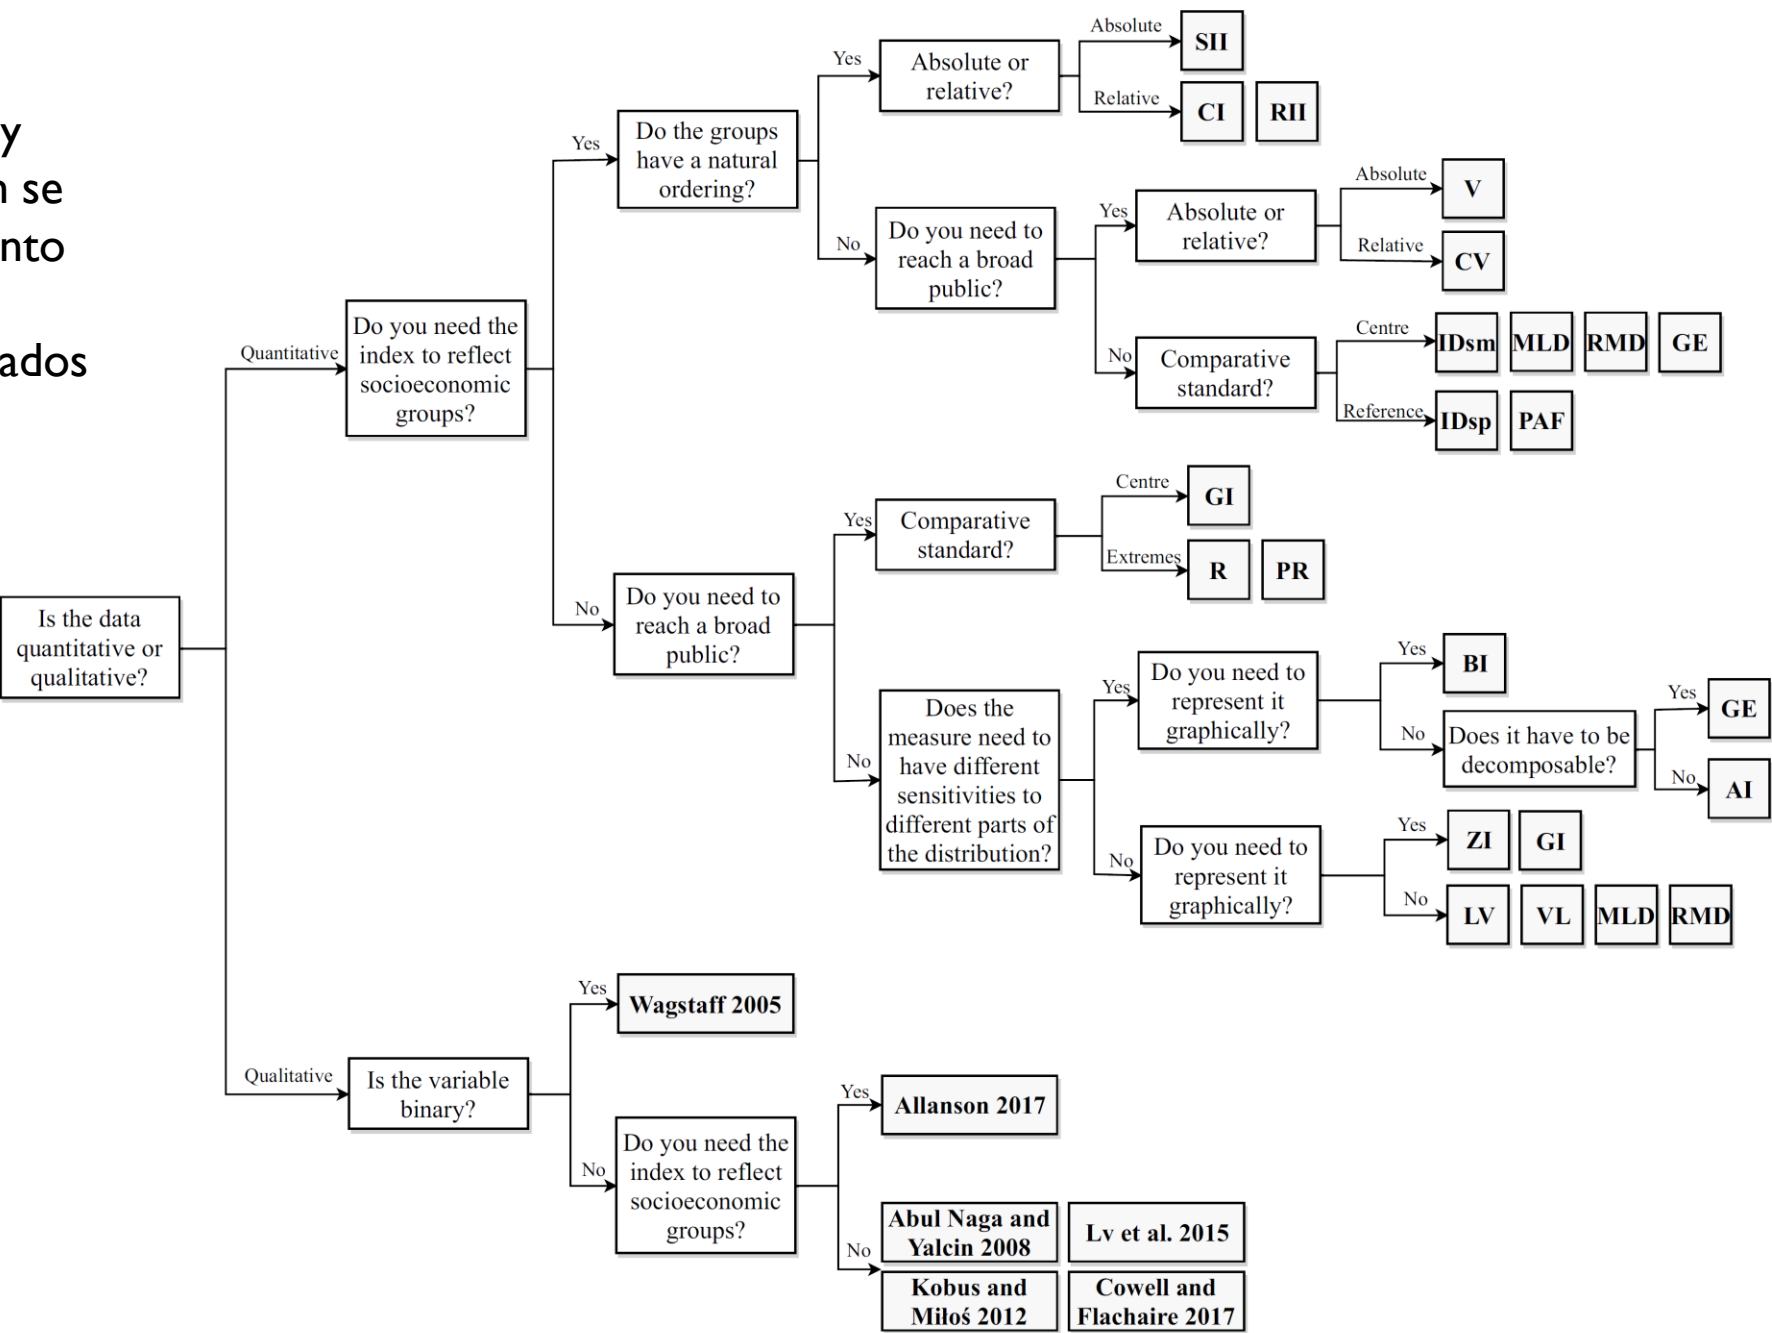 y
n se
nto
ados
Is the data
quantitative or
qualitative?
Quantitative
Do you need the
index to reflect
socioeconomic
groups?
Yes
Do the groups
have a natural
ordering?
Yes
Absolute or
relative?
Absolute
SII
Relative
CI
RII
No
Do you need to
reach a broad
public?
Yes
Absolute or
relative?
Absolute
V
Relative
CV
No
Comparative
standard?
Centre
IDsm
MLD
RMD
GE
Reference
IDsp
PAF
No
Do you need to
reach a broad
public?
Yes
Comparative
standard?
Centre
GI
Extremes
R
PR
No
Does the
measure need to
have different
sensitivities to
different parts of
the distribution?
Yes
Do you need to
represent it
graphically?
Yes
BI
No
Does it have to be
decomposable?
Yes
GE
No
AI
No
Do you need to
represent it
graphically?
Yes
ZI
GI
No
LV
VL
MLD
RMD
Qualitative
Is the variable
binary?
Yes
Wagstaff 2005
No
Do you need the
index to reflect
socioeconomic
groups?
Yes
Allanson 2017
No
Abul Naga and
Yalcin 2008
Lv et al. 2015
Kobus and
Miłoś 2012
Cowell and
Flachaire 2017